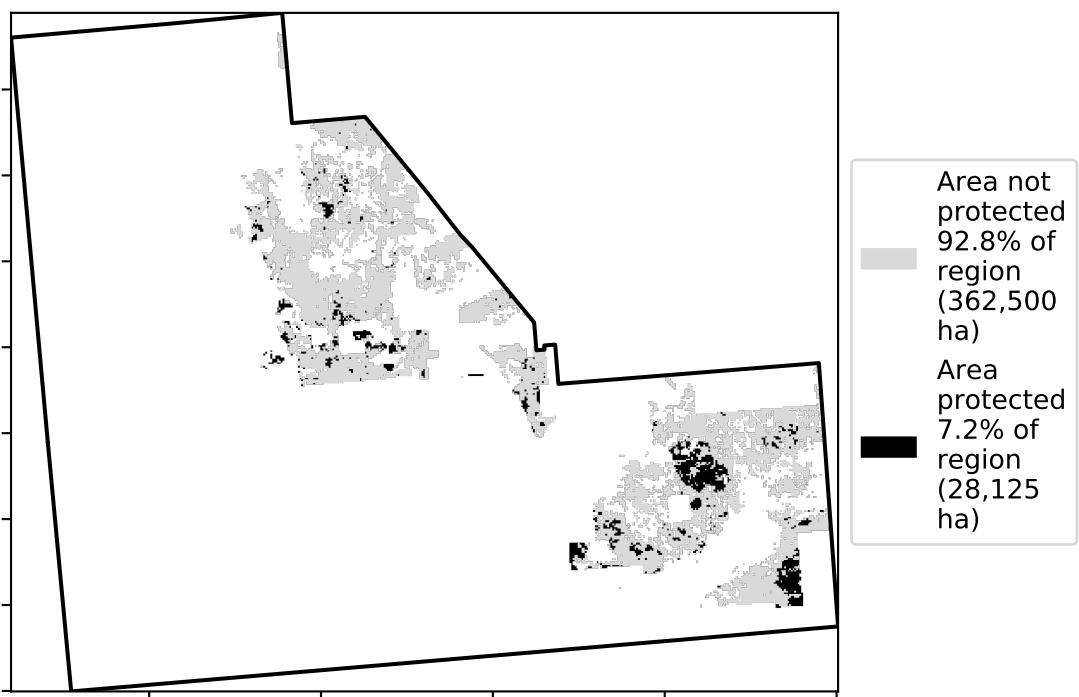 Area not
protected
92.8% of
region
(362,500
ha)
Area
protected
7.2% of
region
(28,125
ha)